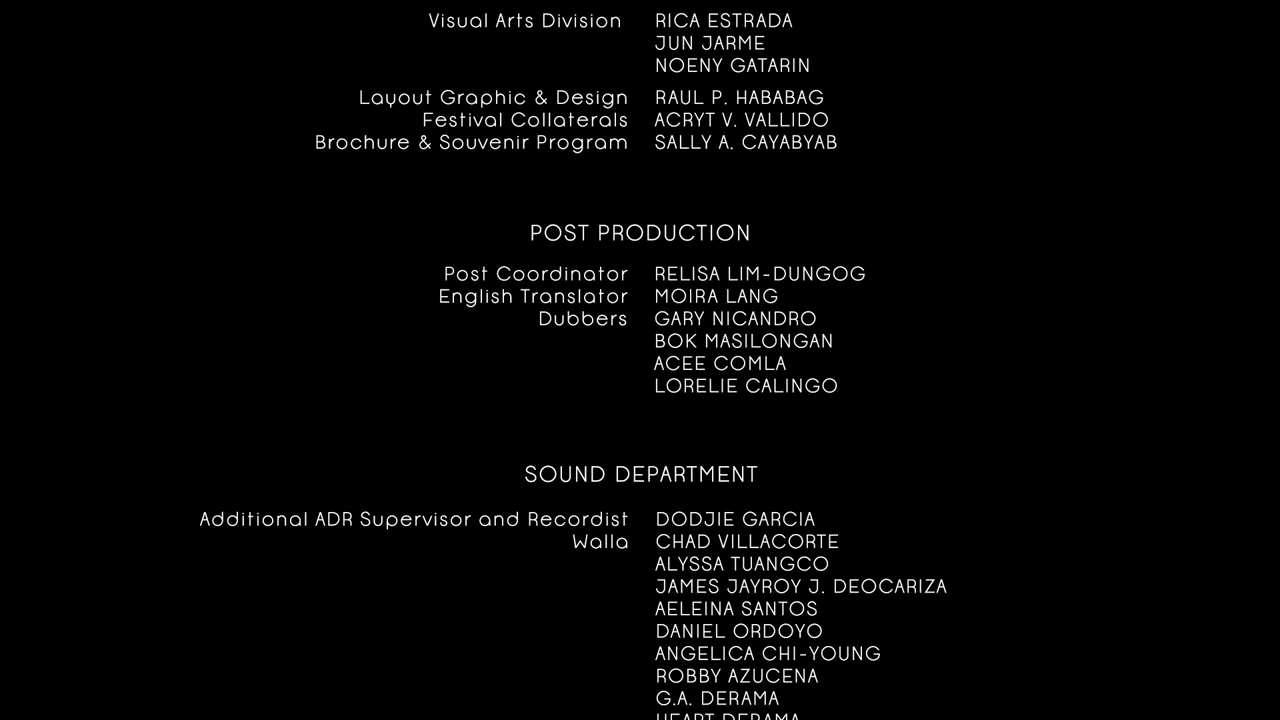 Visual Arts Division RICA ESTRADA
JUN JARME
NOENY GATARIN
Layout Graphic & Design RAUL P. HABABAG
Festival Collaterals ACRYT V. VALLIDO
Brochure & Souvenir Program SALLY A. CAYABYAB
POST PRODUCTION
Post Coordinator RELISA LIM-DUNGOG
English Translator MOIRA LANG
Dubbers GARY NICANDRO
BOK MASILONGAN
ACEE COMLA
LORELIE CALINGO
SOUND DEPARTMENT
Additional ADR Supervisor and Recordist DODJIE GARCIA
Walla CHAD VILLACORTE
ALYSSA TUANGCO
JAMES JAYROY J. DEOCARIZA
AELEINA SANTOS
DANIEL ORDOYO
ANGELICA CHI-YOUNG
ROBBY AZUCENA
G.A. DERAMA
HEART DERAMA